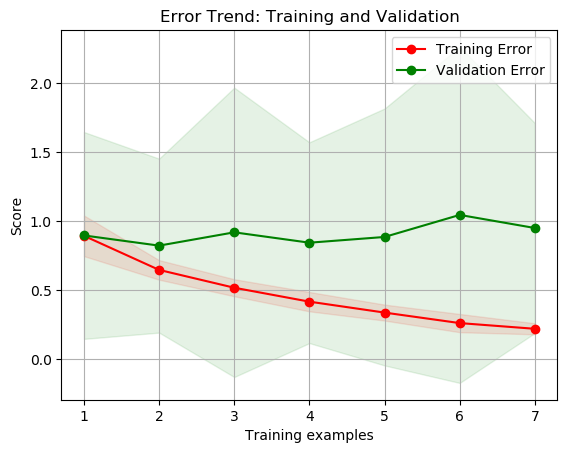 Error Trend: Training and Validation
Training Error
Validation Error
2.0
1.5
1.0
0.5
0.0
Score
1 2 3 4 5 6 7
Training examples